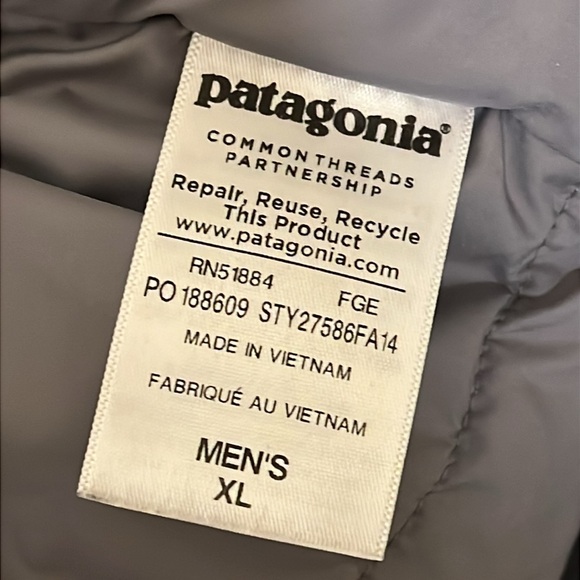 patagonia®
COMMON THREADS
PARTNERSHIP
Repair, Reuse, Recycle
This Product
www.patagonia.com
RN51884 FGE
PO 188609 STY27586FA14
MADE IN VIETNAM
FABRIQUÉ AU VIETNAM
MEN'S
XL